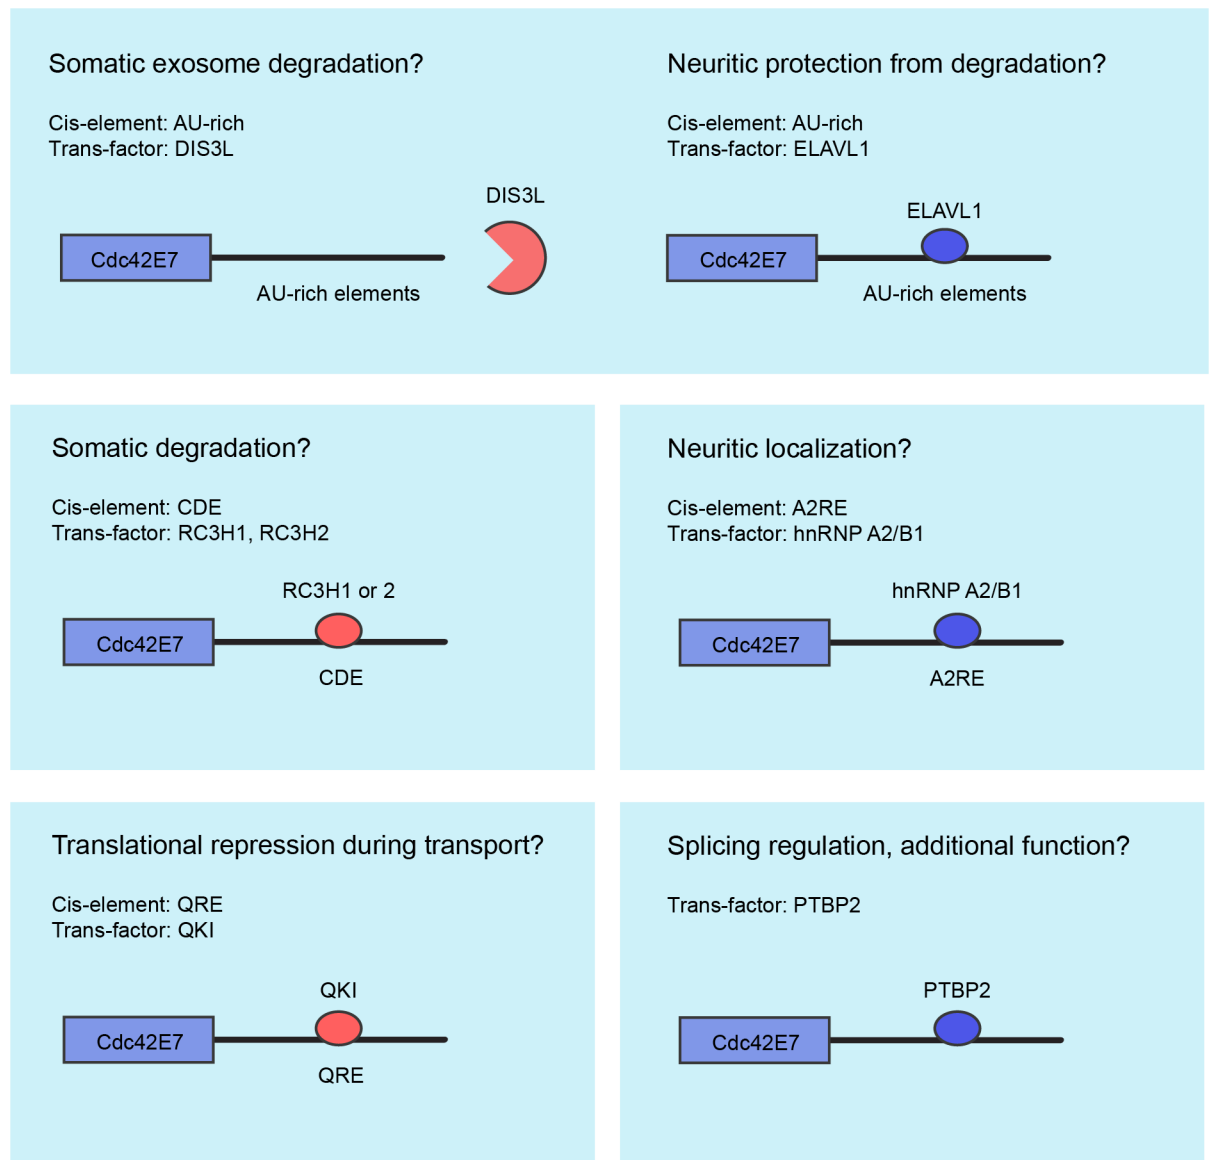 Somatic exosome degradation?
Cis-element: AU-rich
Trans-factor: DIS3L
DIS3L
Cdc42E7
AU-rich elements
Neuritic protection from degradation?
Cis-element: AU-rich
Trans-factor: ELAVL1
ELAVL1
Cdc42E7
AU-rich elements
Somatic degradation?
Cis-element: CDE
Trans-factor: RC3H1, RC3H2
RC3H1 or 2
Cdc42E7
CDE
Neuritic localization?
Cis-element: A2RE
Trans-factor: hnRNP A2/B1
hnRNP A2/B1
Cdc42E7
A2RE
Translational repression during transport?
Cis-element: QRE
Trans-factor: QKI
QKI
Cdc42E7
QRE
Splicing regulation, additional function?
Trans-factor: PTBP2
PTBP2
Cdc42E7